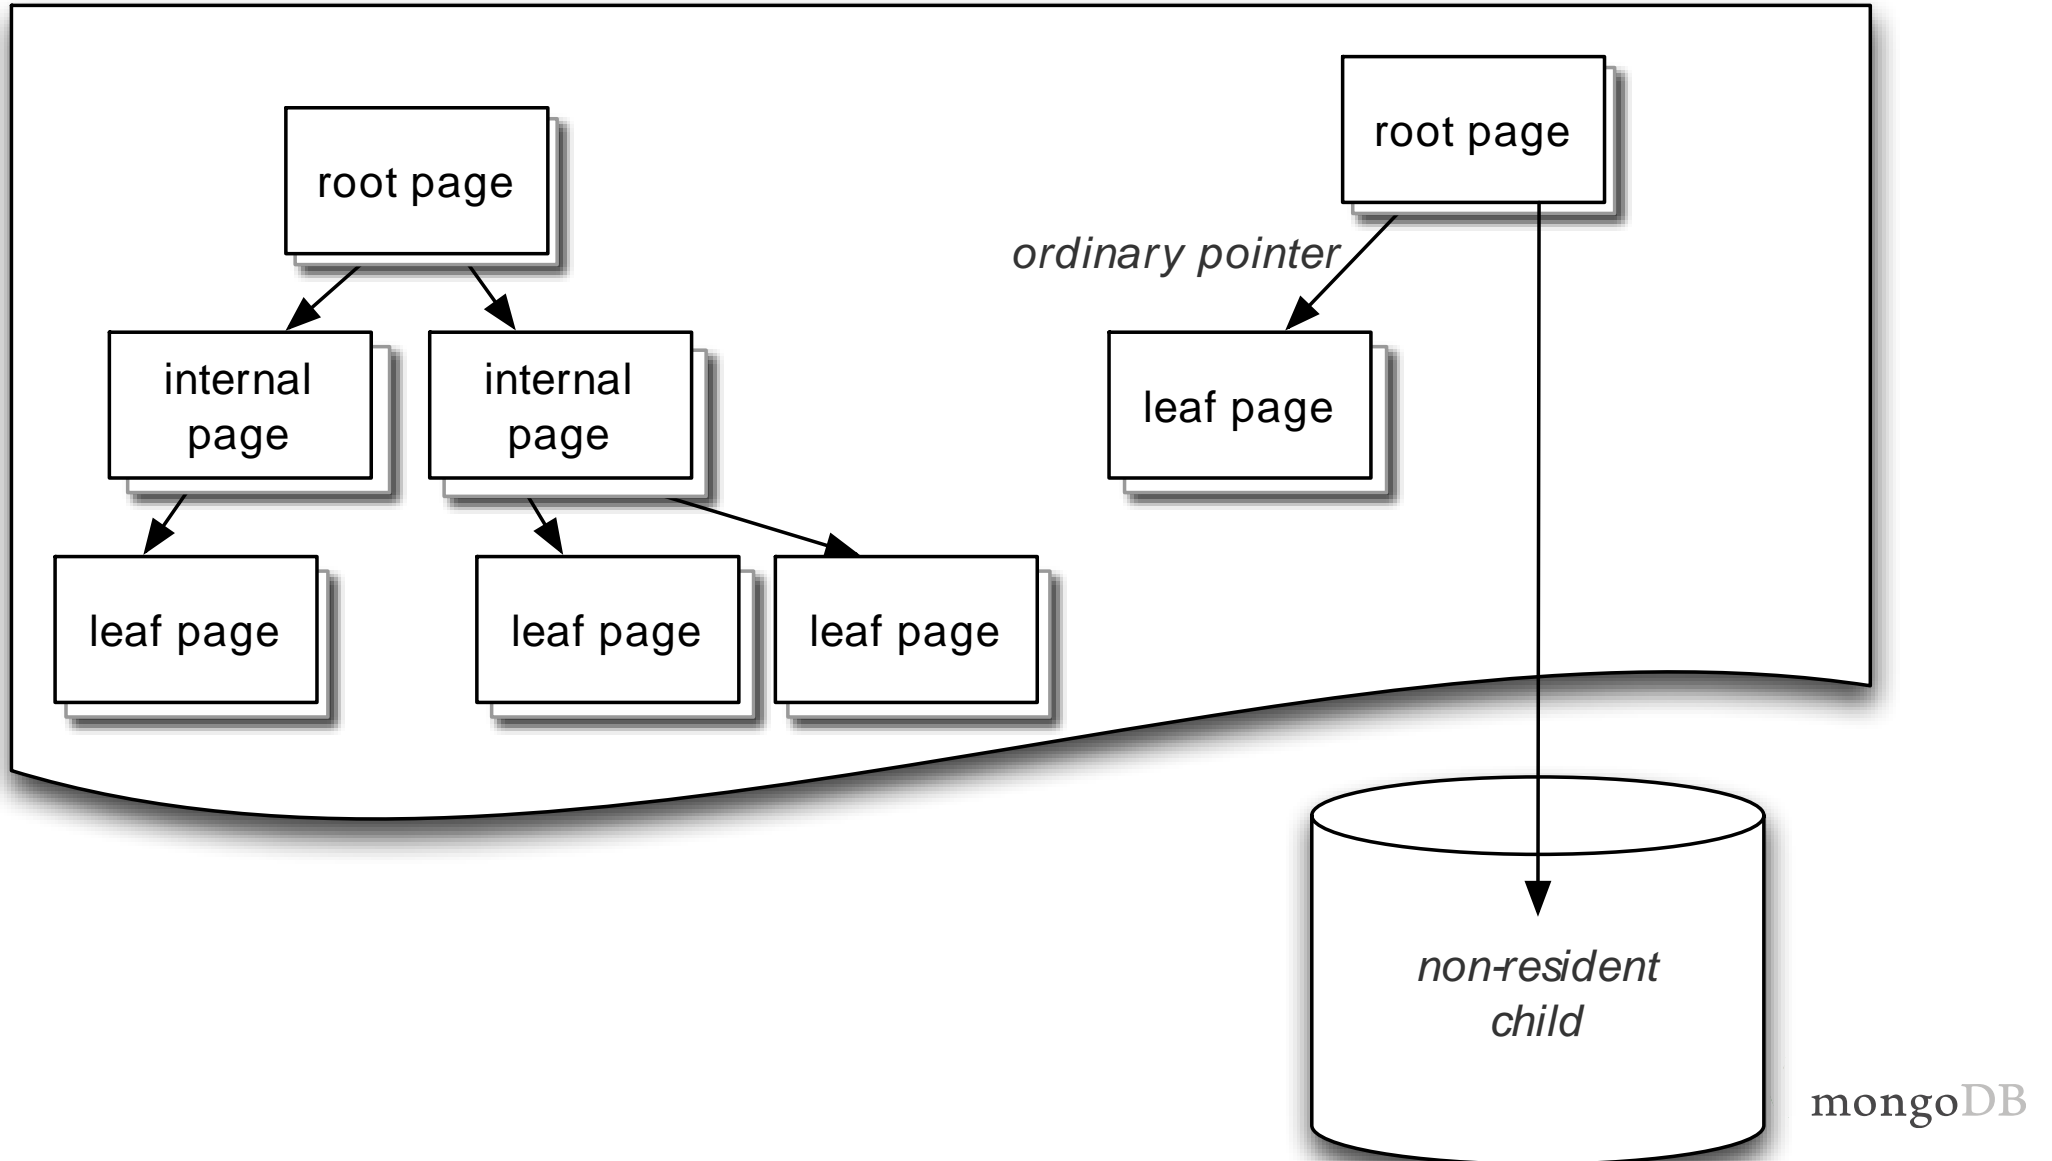 root page
internal
page
internal
page
leaf page
leaf page
leaf page
root page
ordinary pointer
leaf page
non-resident
child
mongoDB